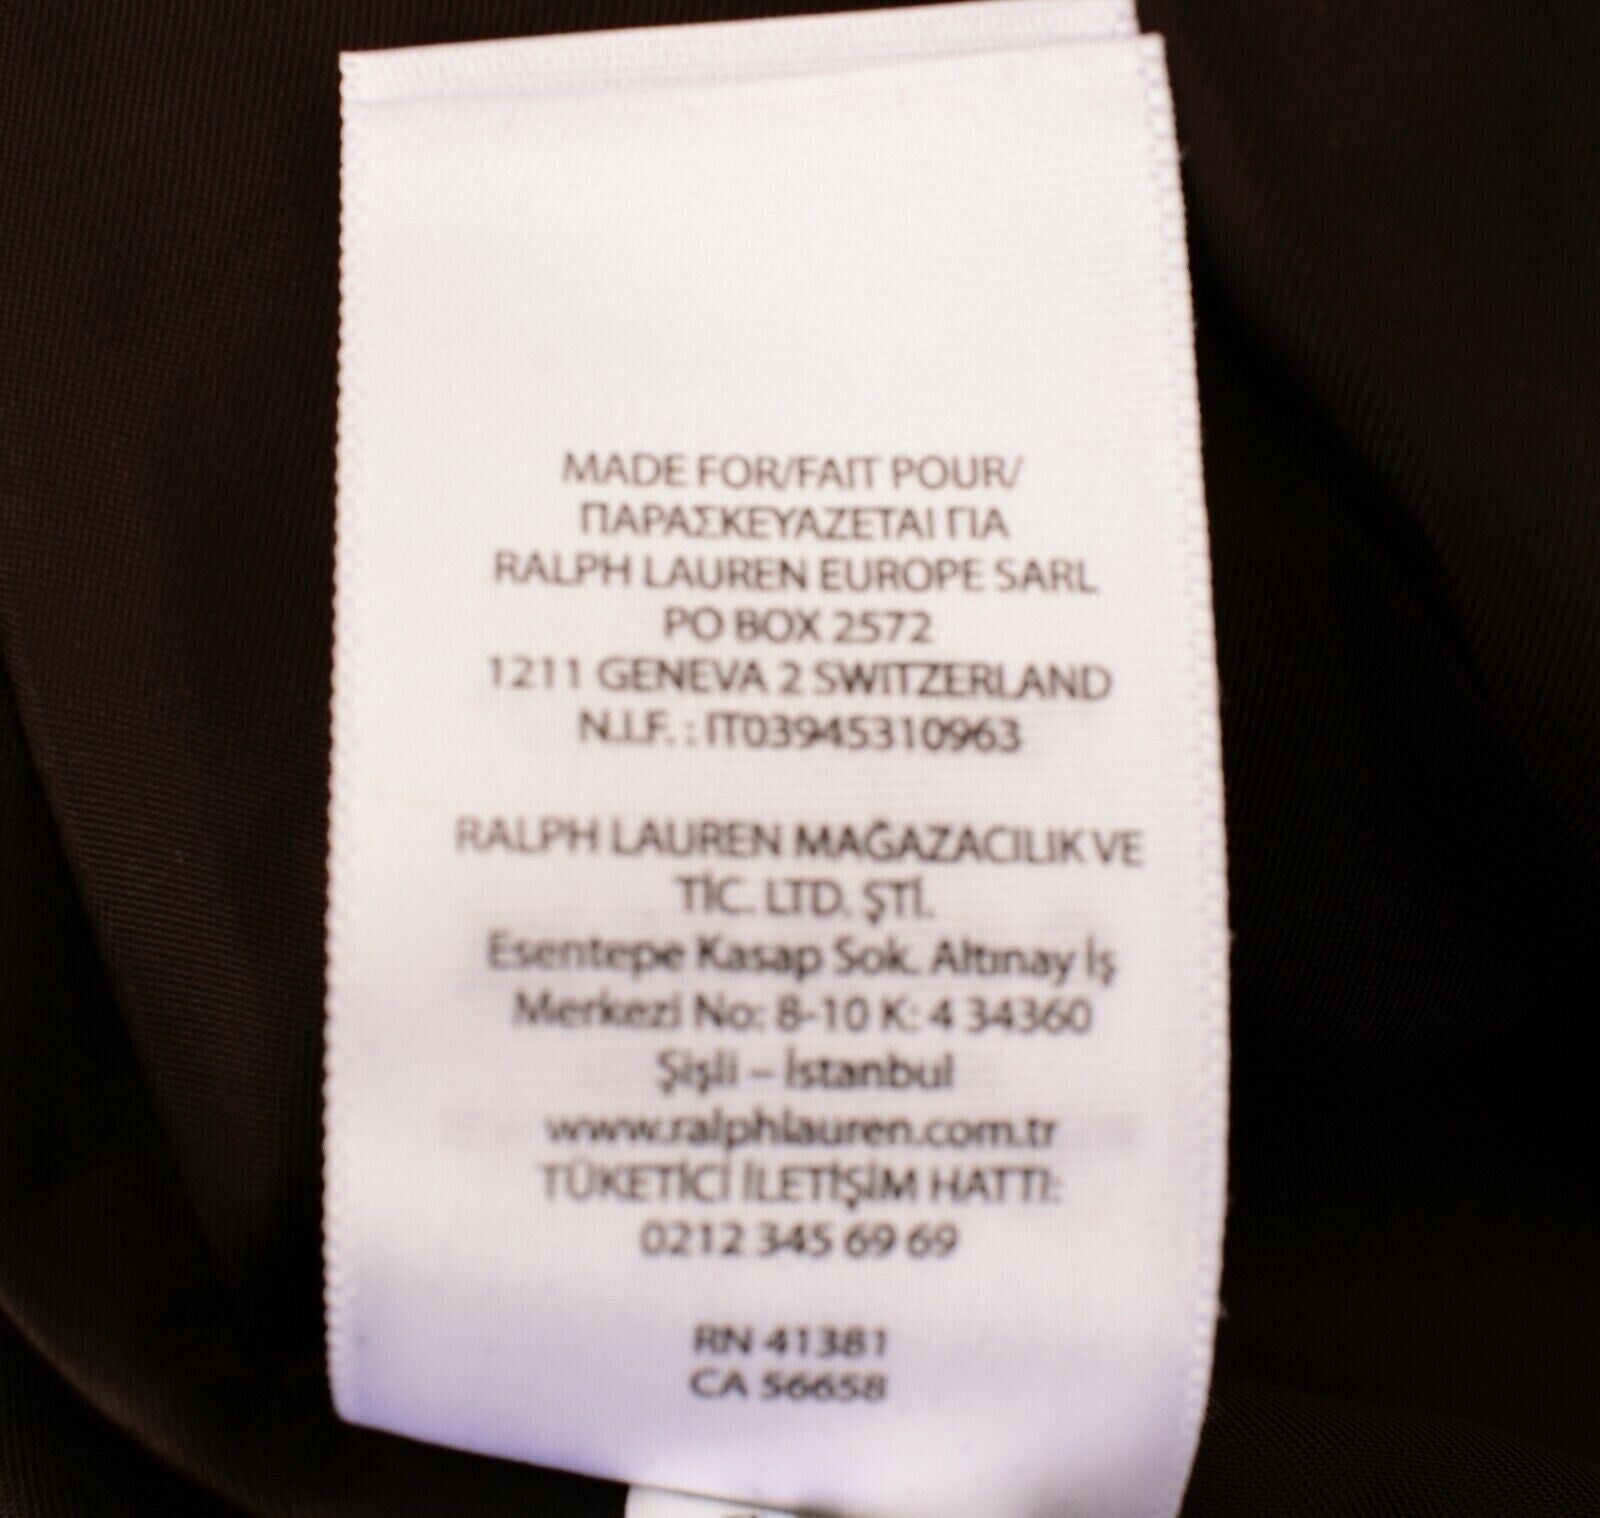 MADE FOR/FAIT POUR/
ΠΑΡΑΣΚΕΥΑΖΕΤΑΙ ΓΙΑ
RALPH LAUREN EUROPE SARL
PO BOX 2572
1211 GENEVA 2 SWITZERLAND
N.I.F. : IT03945310963
RALPH LAUREN MAĞAZACILIK VE
TİC. LTD. ŞTİ.
Esentepe Kasap Sok. Altınay İş
Merkezi No: 8-10 K: 4 34360
Şişli – İstanbul
www.ralphlauren.com.tr
TÜKETİCİ İLETİŞİM HATTI:
0212 345 69 69
RN 41381
CA 56658